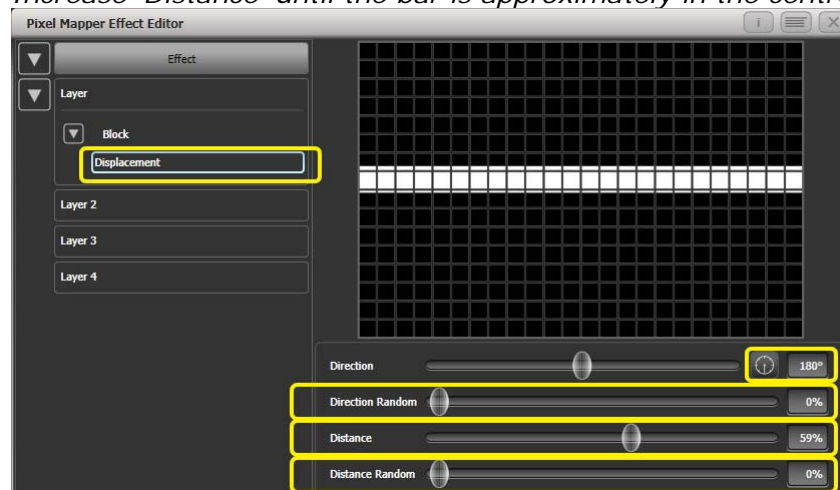 Increase 'Distance' until the bar is approximately in the centre
Pixel Mapper Effect Editor
Effect
Layer
Block
Displacement
Layer 2
Layer 3
Layer 4
Direction 180°
Direction Random 0%
Distance 59%
Distance Random 0%